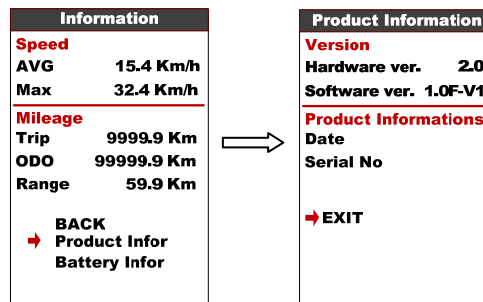 Information
Speed
AVG 15.4 Km/h
Max 32.4 Km/h
Mileage
Trip 9999.9 Km
ODO 99999.9 Km
Range 59.9 Km
BACK
Product Infor
Battery Infor
Product Information
Version
Hardware ver. 2.0
Software ver. 1.0F-V1
Product Informations
Date
Serial No
EXIT